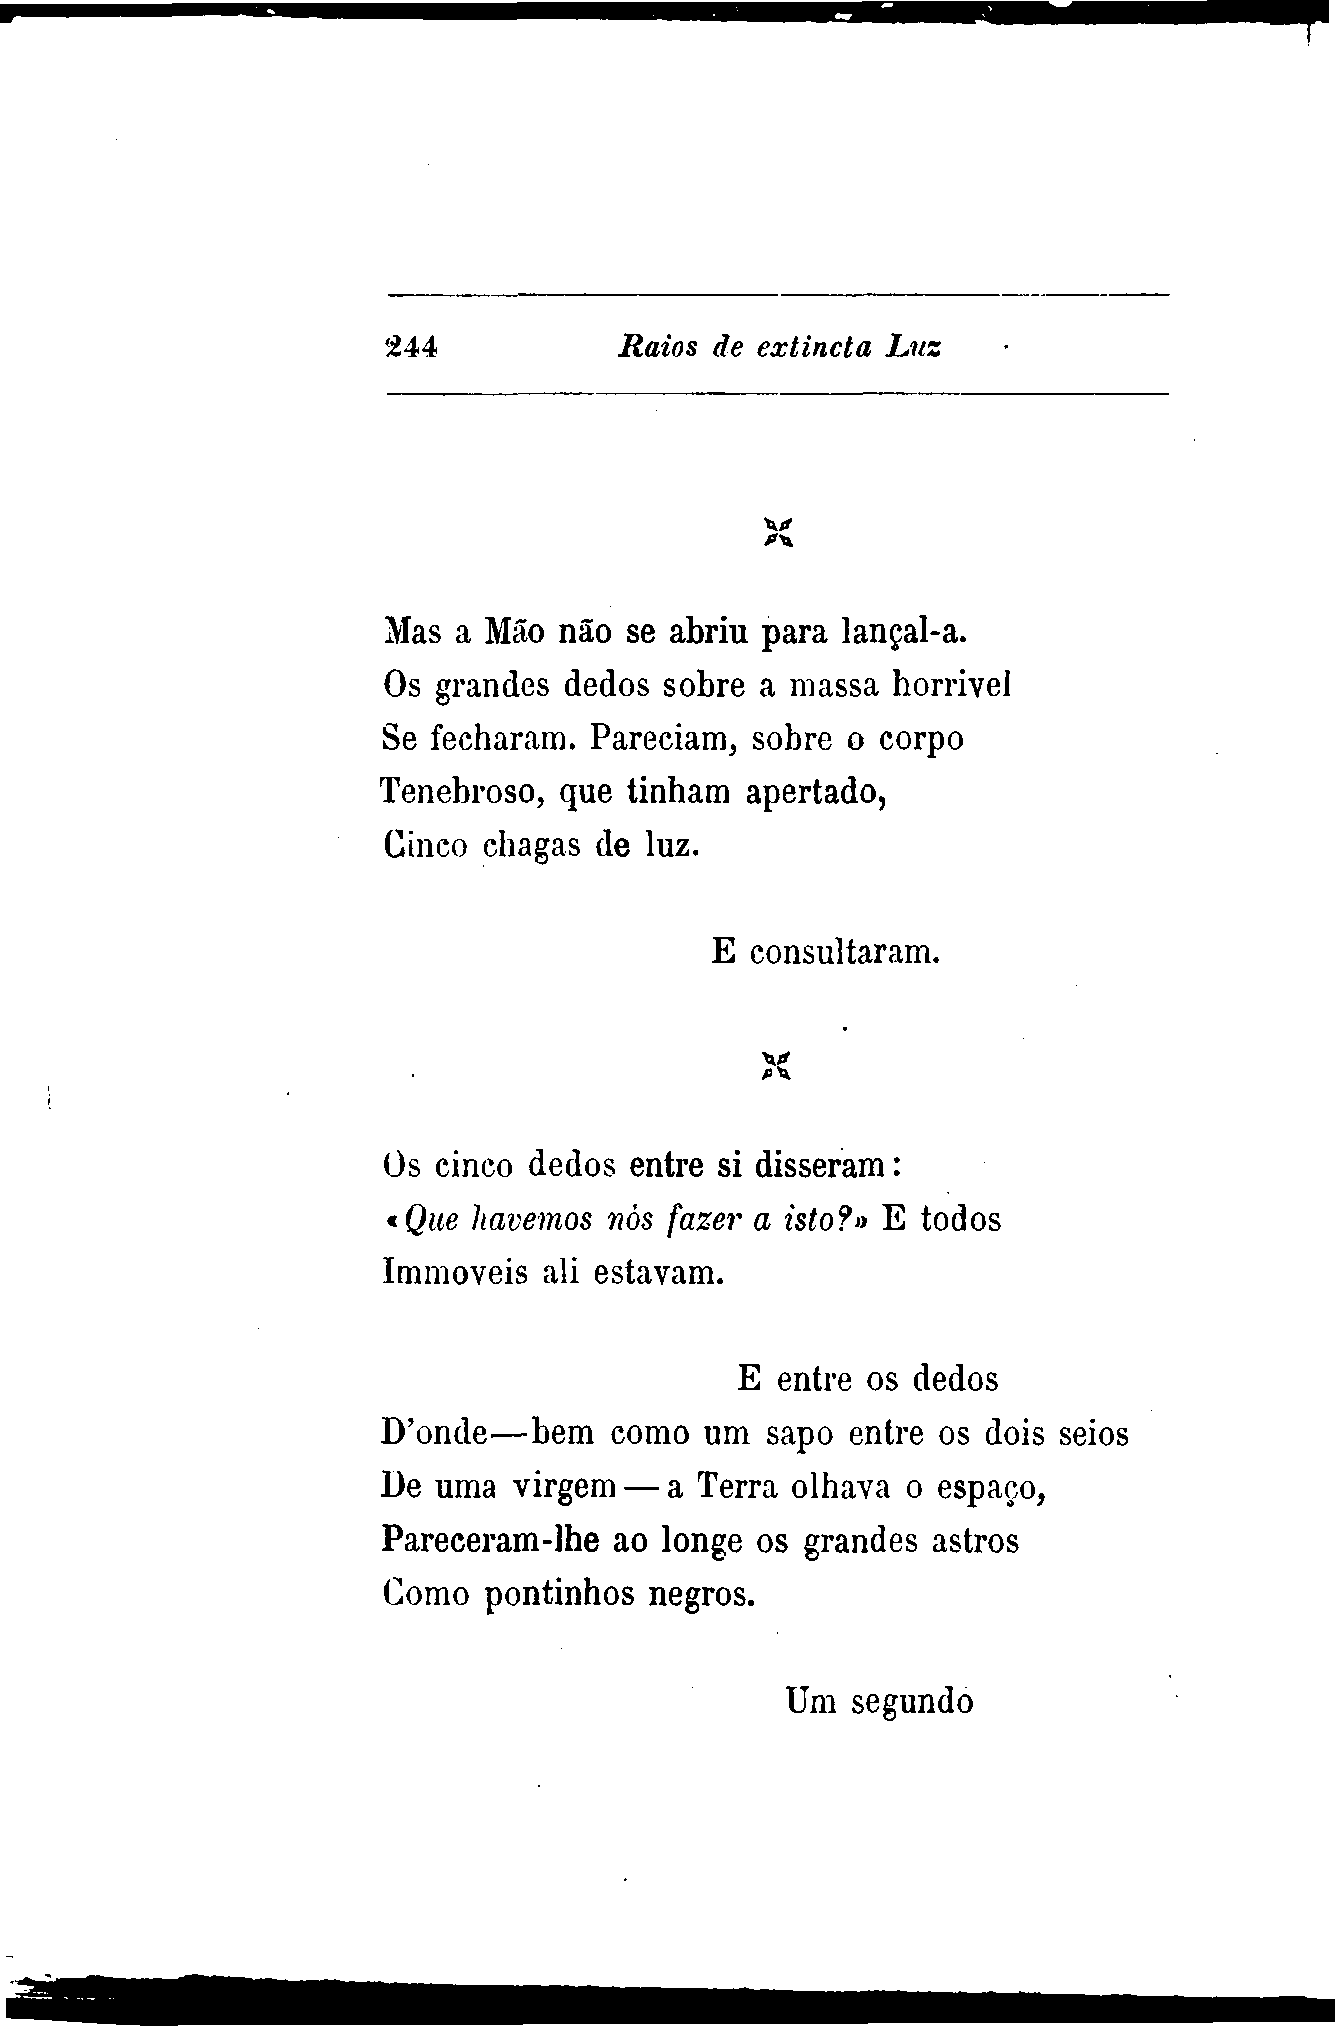 244 Raios de extincta Luz
Mas a Mão não se abriu para lançal-a.
Os grandes dedos sobre a massa horrivel
Se fecharam. Pareciam, sobre o corpo
Tenebroso, que tinham apertado,
Cinco chagas de luz.
E consultaram.
Os cinco dedos entre si disseram:
«Que havemos nós fazer a isto?» E todos
Immoveis ali estavam.
E entre os dedos
D'onde—bem como um sapo entre os dois seios
De uma virgem — a Terra olhava o espaço,
Pareceram-lhe ao longe os grandes astros
Como pontinhos negros.
Um segundo